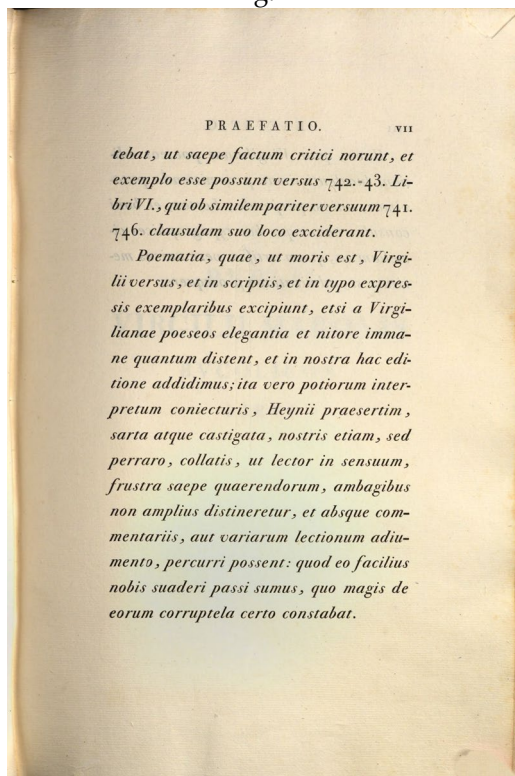 PRAEFATIO. VII
tebat, ut saepe factum critici norunt, et
exemplo esse possunt versus 742.-43. Li-
bri VI., qui ob similem pariter versuum 741.
746. clausulam suo loco exciderant.
Poematia, quae, ut moris est, Virgi-
lii versus, et in scriptis, et in typo expres-
sis exemplaribus excipiunt, etsi a Virgi-
lianae poeseos elegantia et nitore imma-
ne quantum distent, et in nostra hac edi-
tione addidimus; ita vero potiorum inter-
pretum coniecturis, Heynii praesertim,
sarta atque castigata, nostris etiam, sed
perraro, collatis, ut lector in sensuum,
frustra saepe quaerendorum, ambagibus
non amplius distineretur, et absque com-
mentariis, aut variarum lectionum adiu-
mento, percurri possent: quod eo facilius
nobis suaderi passi sumus, quo magis de
eorum corruptela certo constabat.